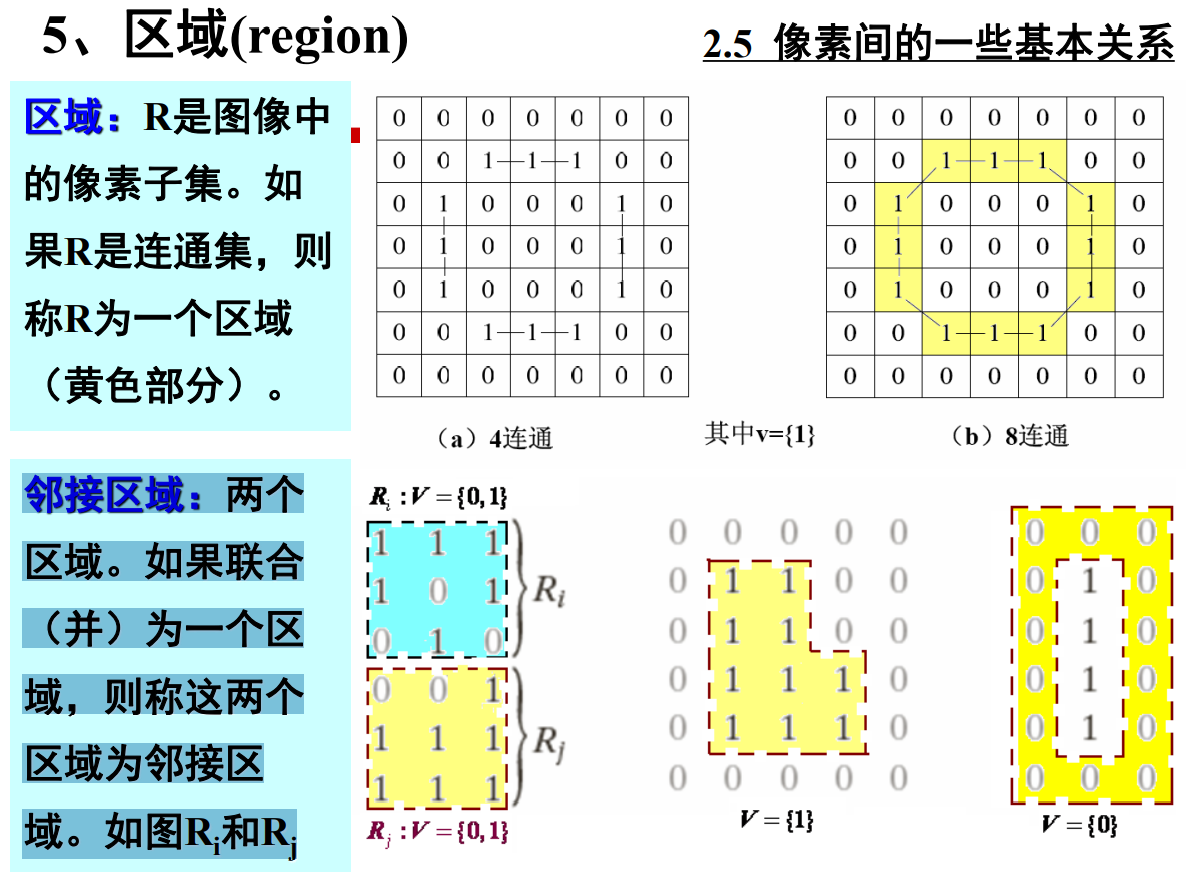 5、区域(region)
2.5 像素间的一些基本关系
区域：R是图像中
的像素子集。如
果R是连通集，则
称R为一个区域
（黄色部分）。
0 0 0 0 0 0 0
0 0 1 1 1 0 0
0 1 0 0 0 1 0
0 1 0 0 0 1 0
0 1 0 0 0 1 0
0 0 1 1 1 0 0
0 0 0 0 0 0 0
（a）4连通
其中v={1}
0 0 0 0 0 0 0
0 0 1 1 1 0 0
0 1 0 0 0 1 0
0 1 0 0 0 1 0
0 1 0 0 0 1 0
0 0 1 1 1 0 0
0 0 0 0 0 0 0
（b）8连通
邻接区域：两个
区域。如果联合
（并）为一个区
域，则称这两个
区域为邻接区
域。如图Ri和Rj
Ri : V = {0, 1}
1 1 1
1 0 1
0 1 0
Ri
0 0 1
1 1 1
1 1 1
Rj
Rj : V = {0, 1}
0 0 0 0 0
0 1 1 0 0
0 1 1 0 0
0 1 1 1 0
0 1 1 1 0
0 0 0 0 0
V = {1}
0 0 0
0 1 0
0 1 0
0 1 0
0 1 0
0 0 0
V = {0}